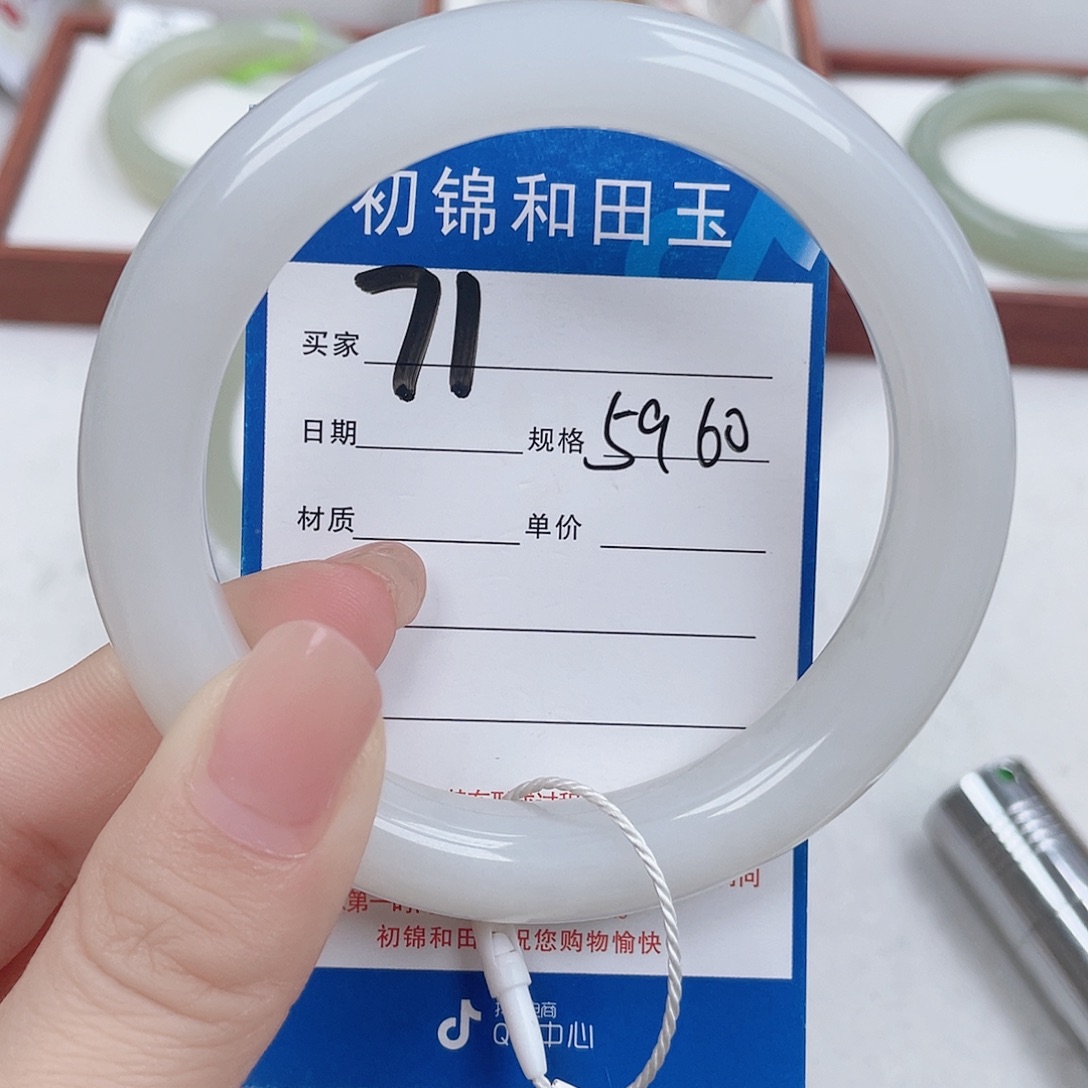 初锦和田玉
71
买家
日期 规格 59 60
材质 单价
初锦和田 祝您购物愉快
中心